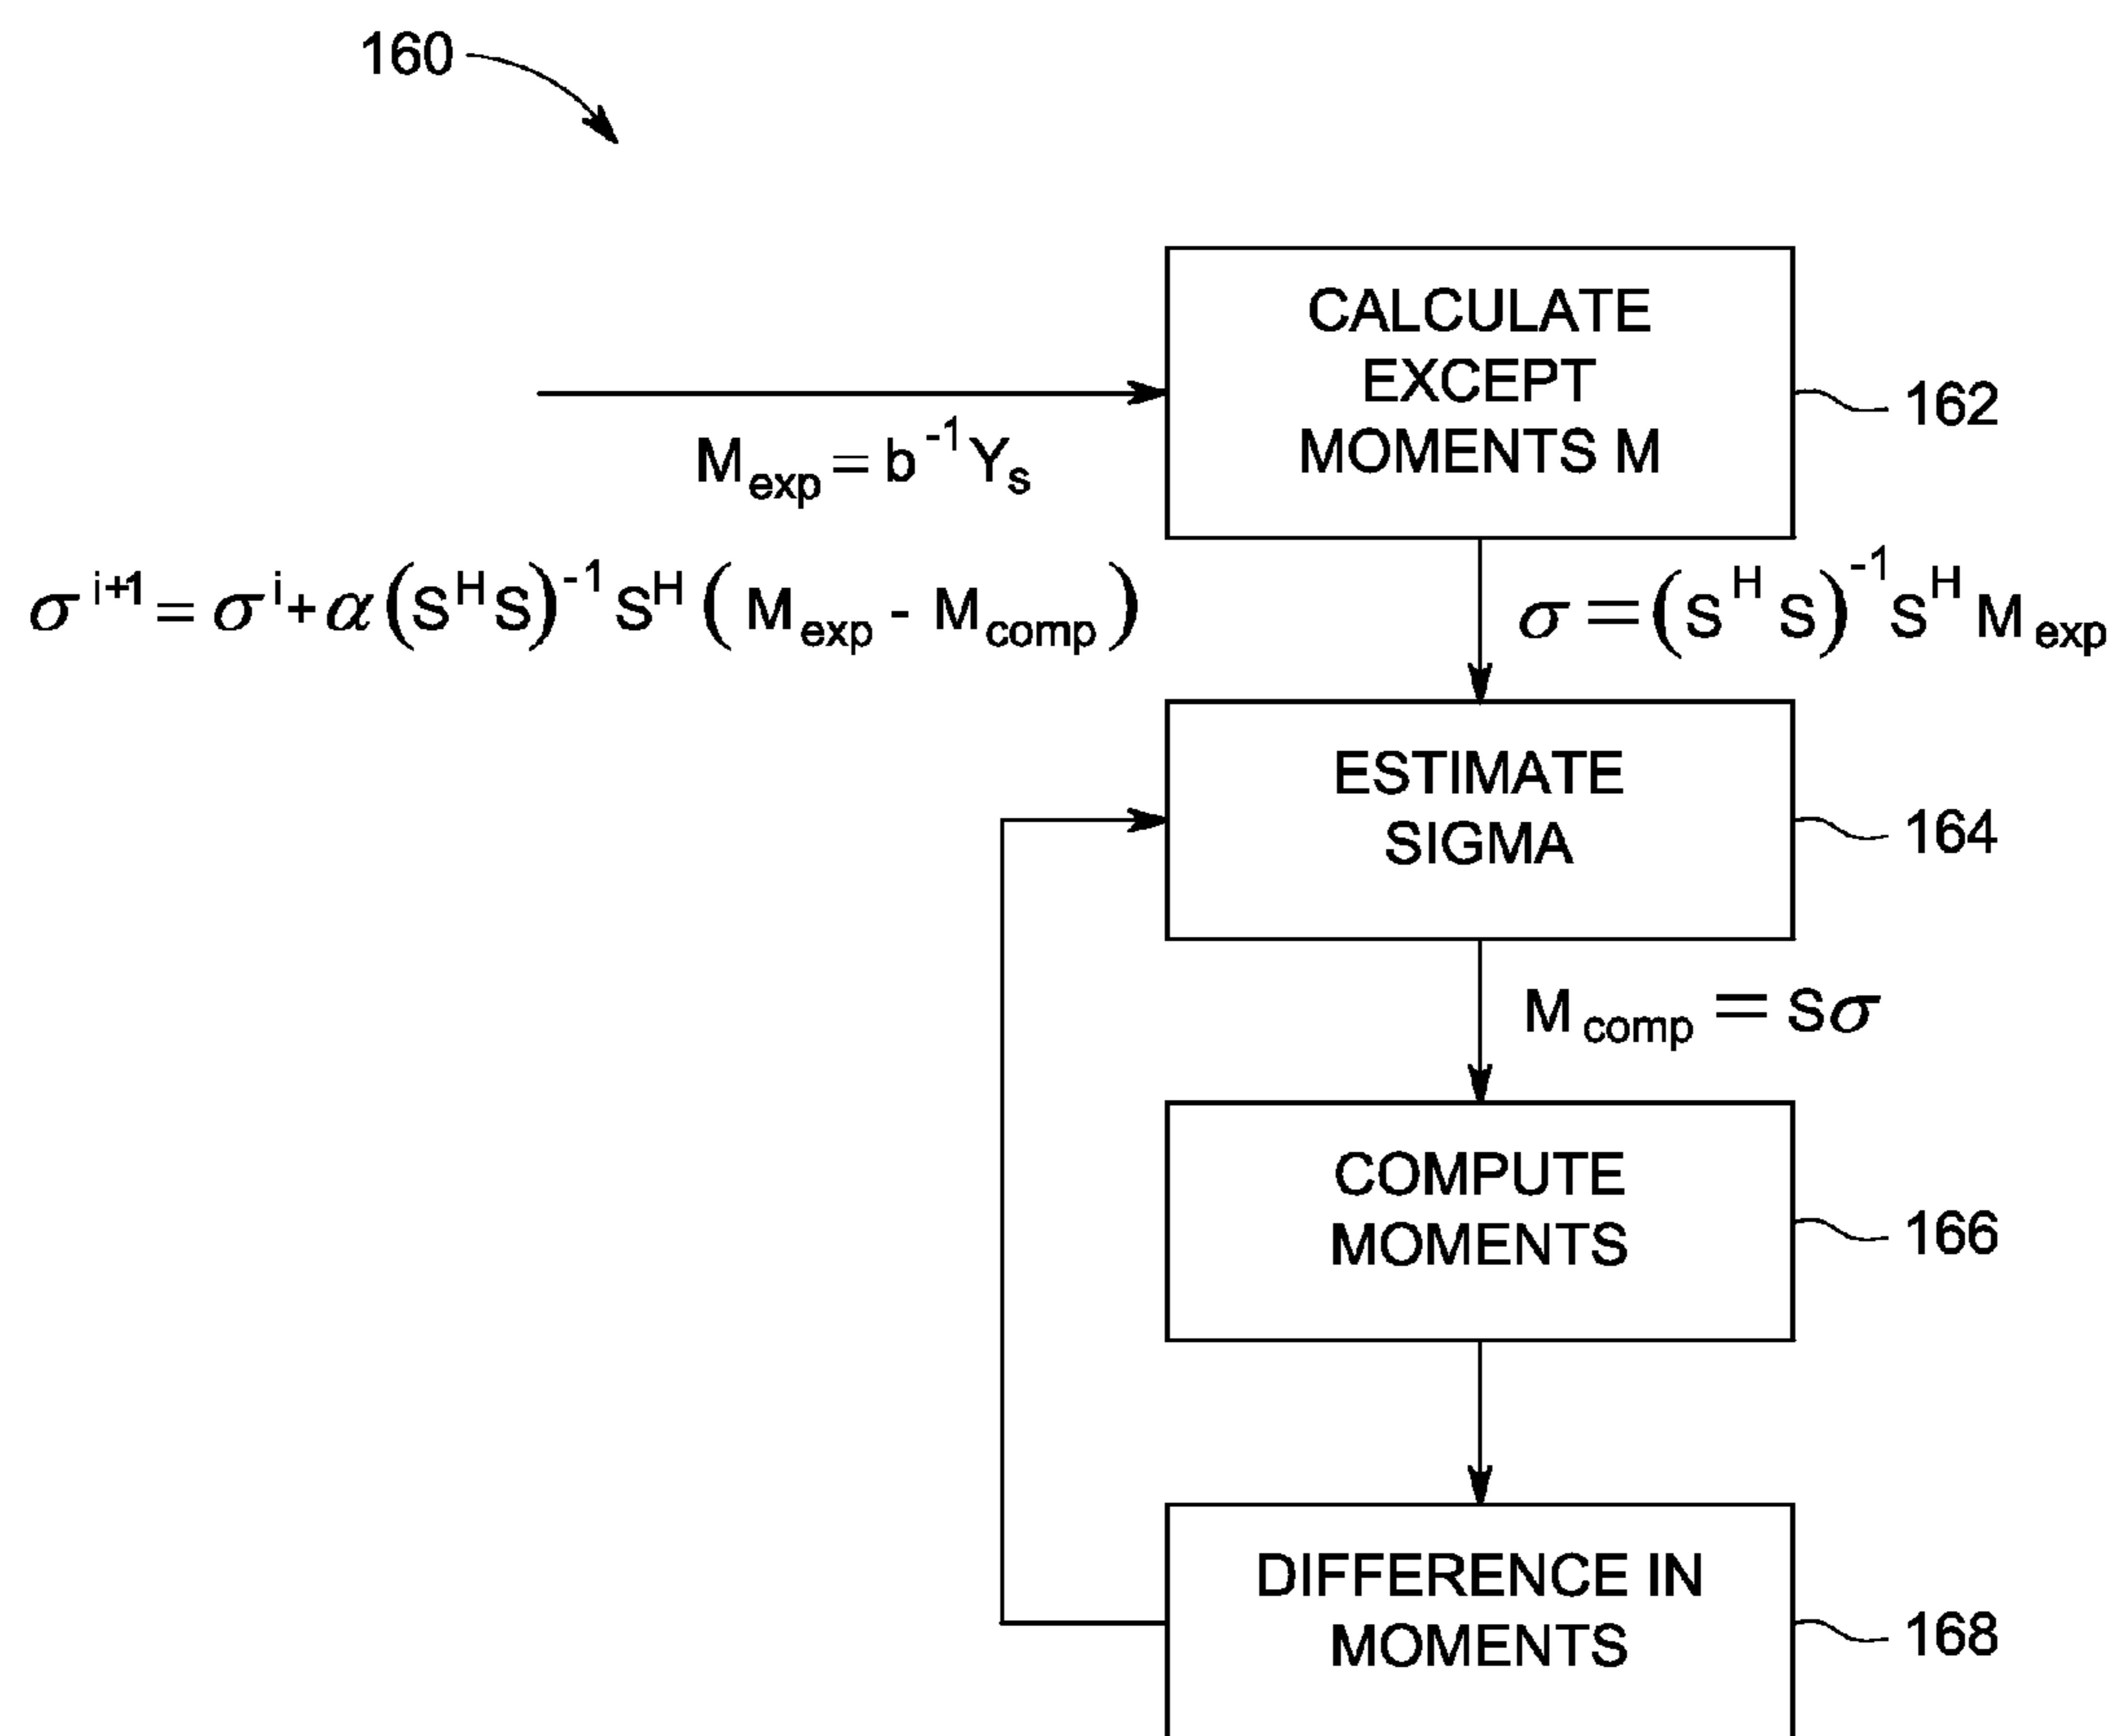 160
CALCULATE
EXCEPT
MOMENTS M
162
M_exp = b^-1 Y_s
σ^i+1 = σ^i + α (S^H S)^-1 S^H ( M_exp - M_comp )
σ = (S^H S)^-1 S^H M_exp
ESTIMATE
SIGMA
164
M_comp = Sσ
COMPUTE
MOMENTS
166
DIFFERENCE IN
MOMENTS
168